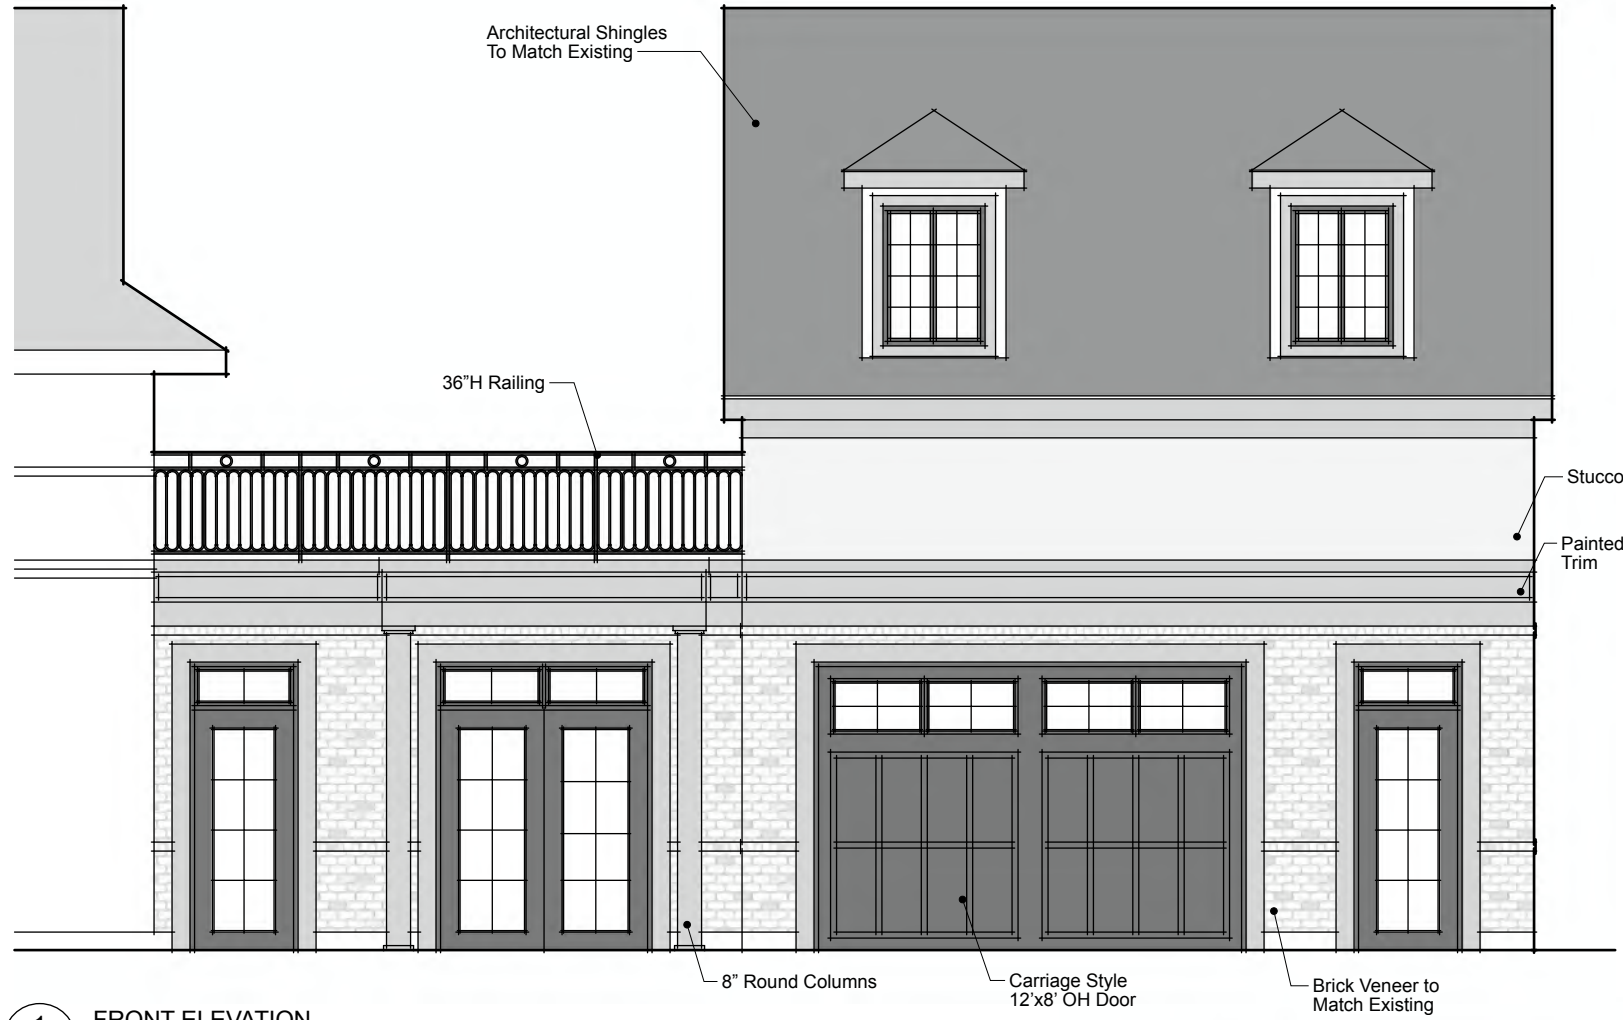 Architectural Shingles
To Match Existing
36”H Railing
Stucco
Painted
Trim
8” Round Columns
Carriage Style
12’x8’ OH Door
Brick Veneer to
Match Existing
1
FRONT ELEVATION